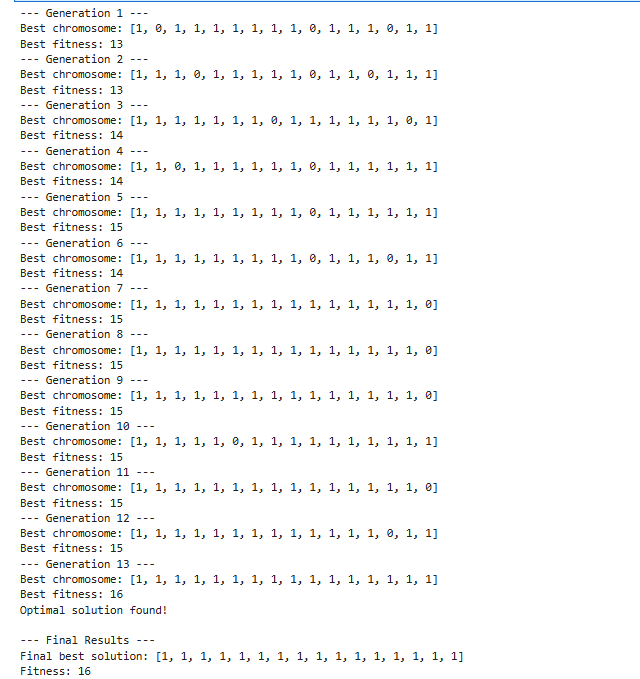 --- Generation 1 ---
Best chromosome: [1, 0, 1, 1, 1, 1, 1, 1, 1, 0, 1, 1, 1, 0, 1, 1]
Best fitness: 13
--- Generation 2 ---
Best chromosome: [1, 1, 1, 0, 1, 1, 1, 1, 1, 0, 1, 1, 0, 1, 1, 1]
Best fitness: 13
--- Generation 3 ---
Best chromosome: [1, 1, 1, 1, 1, 1, 1, 0, 1, 1, 1, 1, 1, 1, 0, 1]
Best fitness: 14
--- Generation 4 ---
Best chromosome: [1, 1, 0, 1, 1, 1, 1, 1, 1, 0, 1, 1, 1, 1, 1, 1]
Best fitness: 14
--- Generation 5 ---
Best chromosome: [1, 1, 1, 1, 1, 1, 1, 1, 1, 0, 1, 1, 1, 1, 1, 1]
Best fitness: 15
--- Generation 6 ---
Best chromosome: [1, 1, 1, 1, 1, 1, 1, 1, 1, 0, 1, 1, 1, 0, 1, 1]
Best fitness: 14
--- Generation 7 ---
Best chromosome: [1, 1, 1, 1, 1, 1, 1, 1, 1, 1, 1, 1, 1, 1, 1, 0]
Best fitness: 15
--- Generation 8 ---
Best chromosome: [1, 1, 1, 1, 1, 1, 1, 1, 1, 1, 1, 1, 1, 1, 1, 0]
Best fitness: 15
--- Generation 9 ---
Best chromosome: [1, 1, 1, 1, 1, 1, 1, 1, 1, 1, 1, 1, 1, 1, 1, 0]
Best fitness: 15
--- Generation 10 ---
Best chromosome: [1, 1, 1, 1, 1, 0, 1, 1, 1, 1, 1, 1, 1, 1, 1, 1]
Best fitness: 15
--- Generation 11 ---
Best chromosome: [1, 1, 1, 1, 1, 1, 1, 1, 1, 1, 1, 1, 1, 1, 1, 0]
Best fitness: 15
--- Generation 12 ---
Best chromosome: [1, 1, 1, 1, 1, 1, 1, 1, 1, 1, 1, 1, 1, 0, 1, 1]
Best fitness: 15
--- Generation 13 ---
Best chromosome: [1, 1, 1, 1, 1, 1, 1, 1, 1, 1, 1, 1, 1, 1, 1, 1]
Best fitness: 16
Optimal solution found!
--- Final Results ---
Final best solution: [1, 1, 1, 1, 1, 1, 1, 1, 1, 1, 1, 1, 1, 1, 1, 1]
Fitness: 16